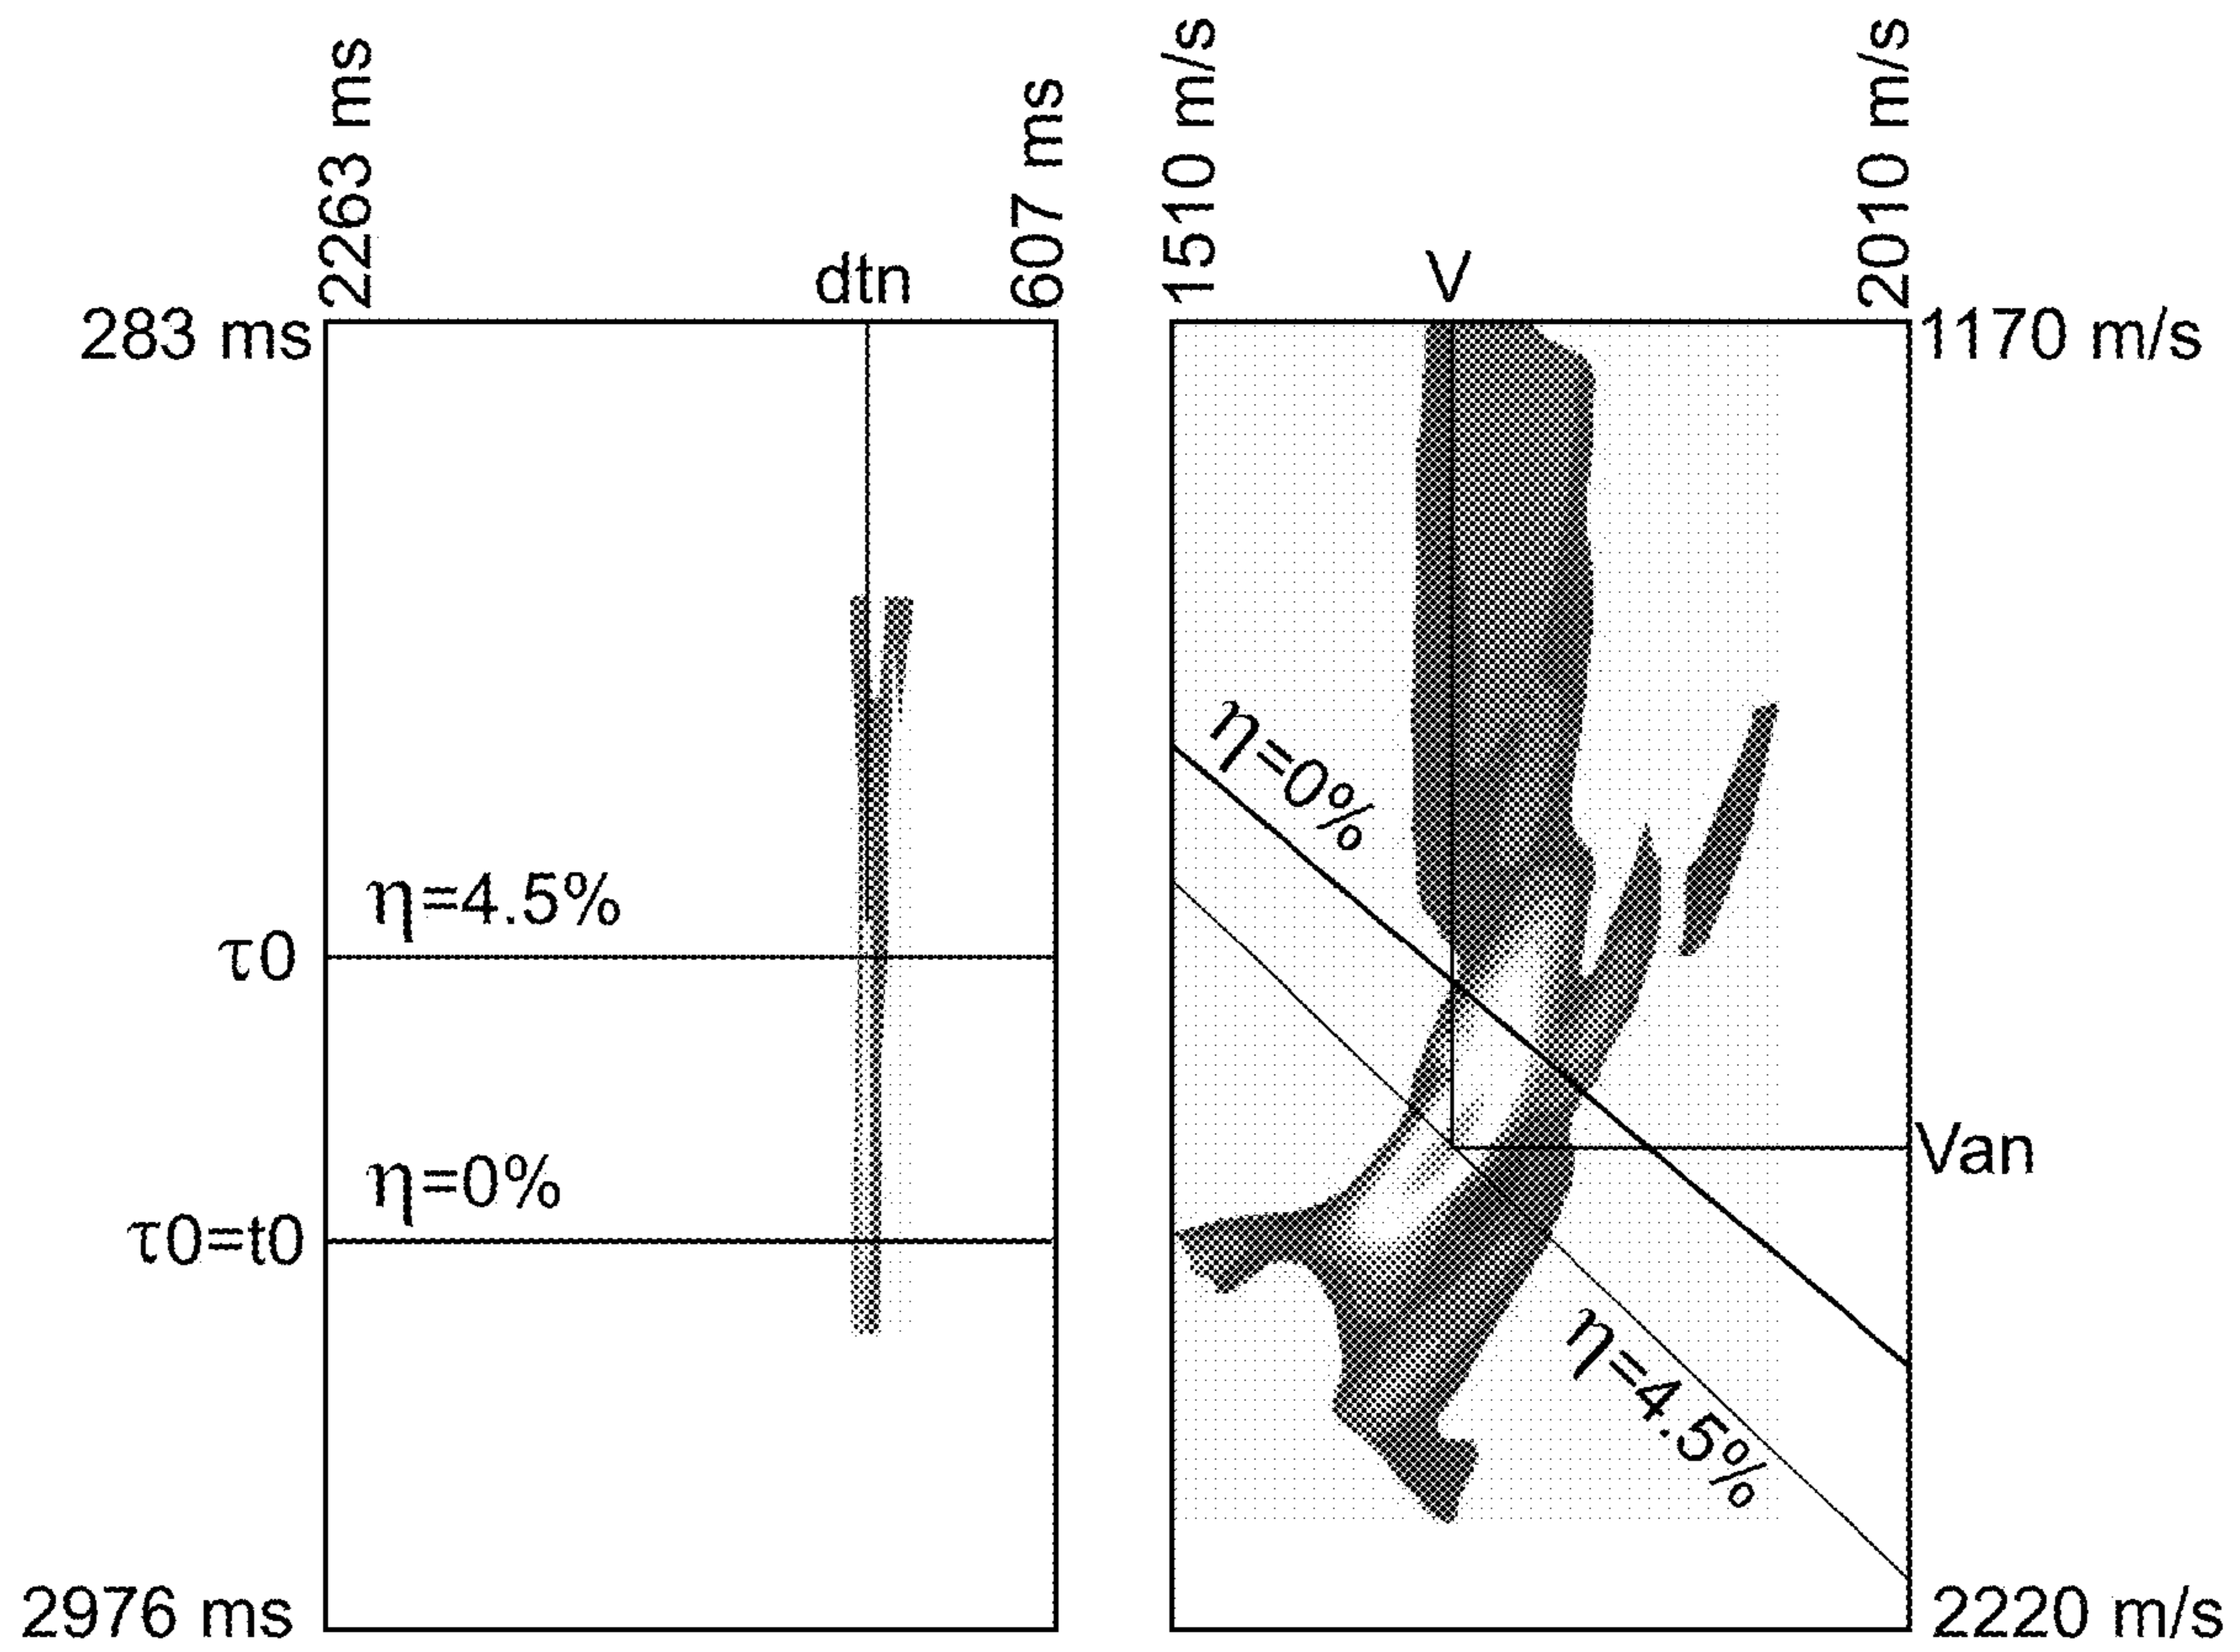 2263 ms
dtn
607 ms
283 ms
η=4.5%
τ0
η=0%
τ0=t0
2976 ms
1510 m/s
V
2010 m/s
1170 m/s
η=0%
Van
η=4.5%
2220 m/s